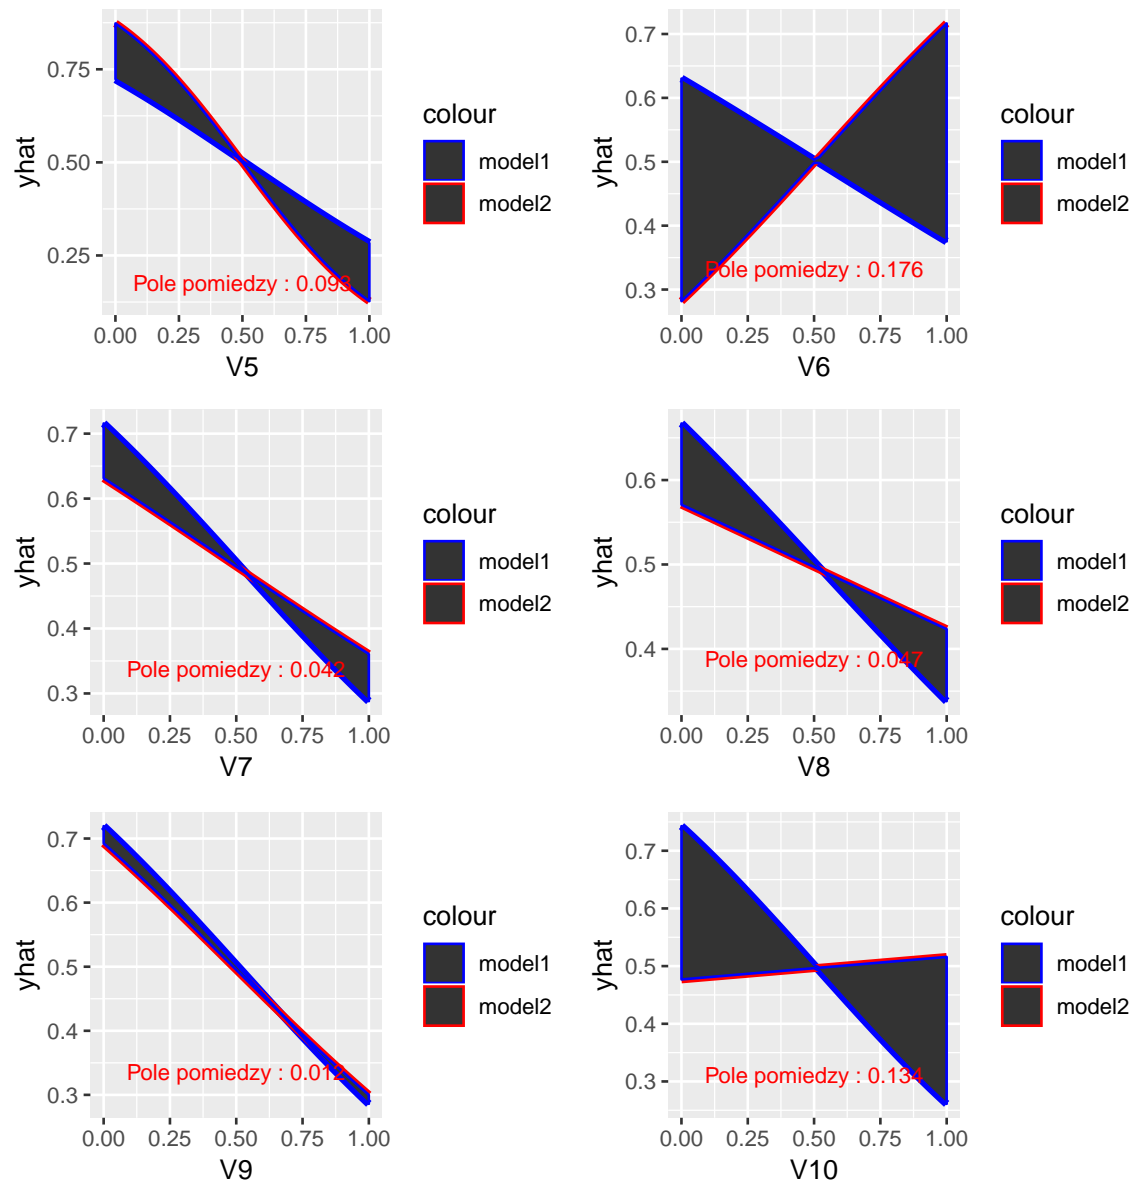 0.75
0.50
0.25
yhat
Pole pomiedzy : 0.093
0.00 0.25 0.50 0.75 1.00
V5
colour
model1
model2
0.7
0.6
0.5
0.4
0.3
yhat
Pole pomiedzy : 0.176
0.00 0.25 0.50 0.75 1.00
V6
colour
model1
model2
0.7
0.6
0.5
0.4
0.3
yhat
Pole pomiedzy : 0.042
0.00 0.25 0.50 0.75 1.00
V7
colour
model1
model2
0.6
0.5
0.4
yhat
Pole pomiedzy : 0.047
0.00 0.25 0.50 0.75 1.00
V8
colour
model1
model2
0.7
0.6
0.5
0.4
0.3
yhat
Pole pomiedzy : 0.012
0.00 0.25 0.50 0.75 1.00
V9
colour
model1
model2
0.7
0.6
0.5
0.4
0.3
yhat
Pole pomiedzy : 0.134
0.00 0.25 0.50 0.75 1.00
V10
colour
model1
model2